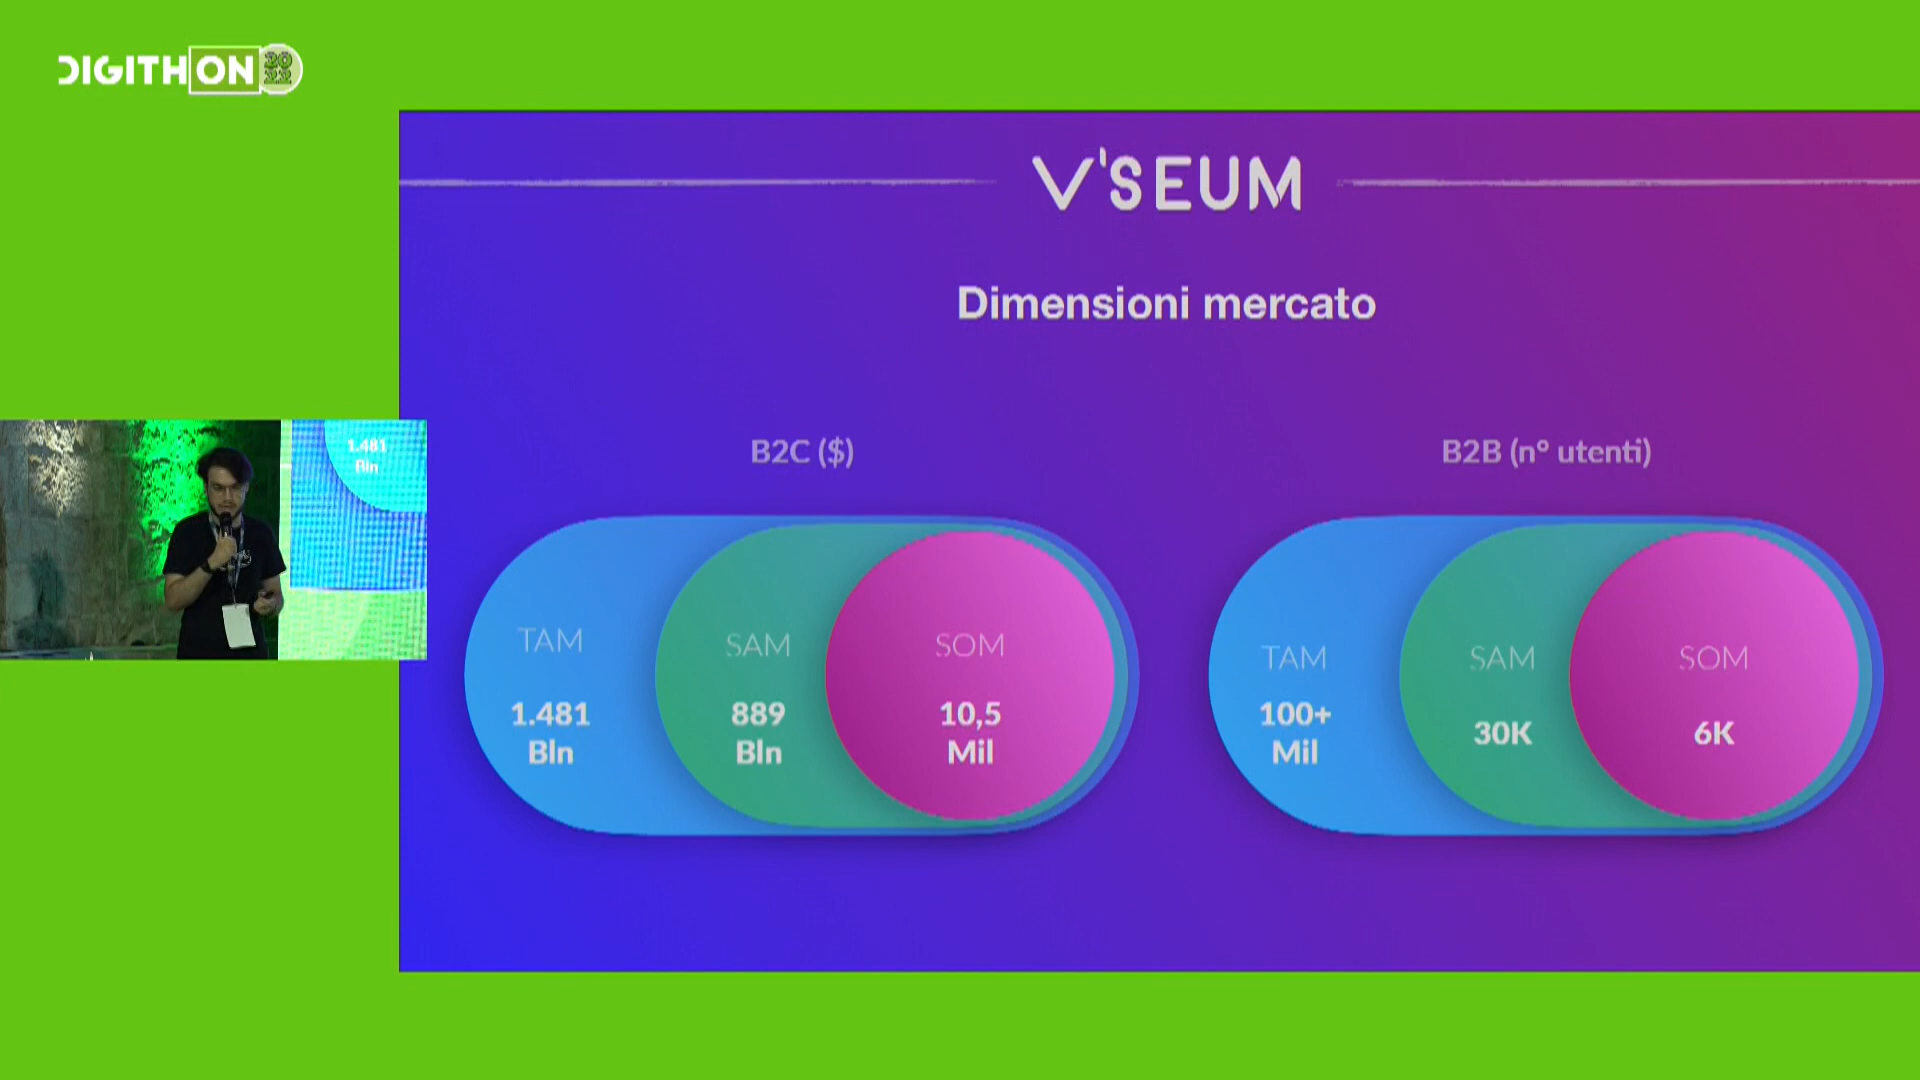 DIGITHON 2022
V'SEUM
Dimensioni mercato
B2C ($)
B2B (n° utenti)
TAM
1.481
Bln
SAM
889
Bln
SOM
10,5
Mil
TAM
100+
Mil
SAM
30K
SOM
6K
1.481
Bln